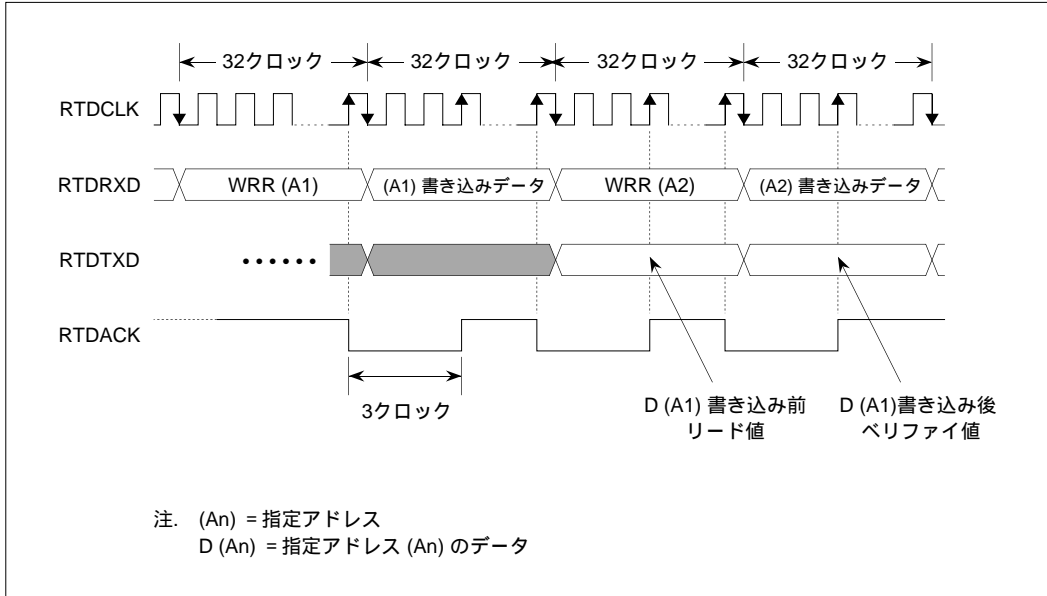 32クロック 32クロック 32クロック 32クロック
RTDCLK
RTDRXD WRR (A1) (A1) 書き込みデータ WRR (A2) (A2) 書き込みデータ
RTDTXD ••••••
RTDACK
3クロック
D (A1) 書き込み前
リード値
D (A1)書き込み後
ベリファイ値
注. (An) = 指定アドレス
D (An) = 指定アドレス (An) のデータ